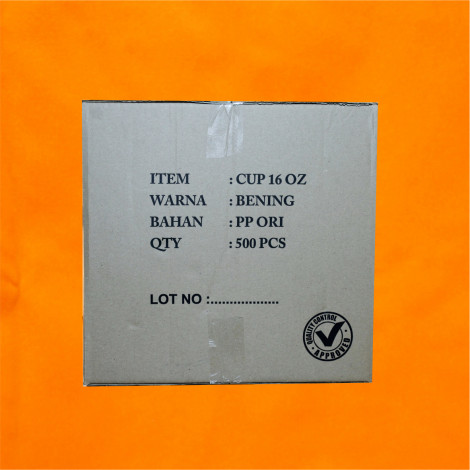 ITEM : CUP 16 OZ
WARNA : BENING
BAHAN : PP ORI
QTY : 500 PCS
LOT NO :..................
QUALITY CONTROL
APPROVED